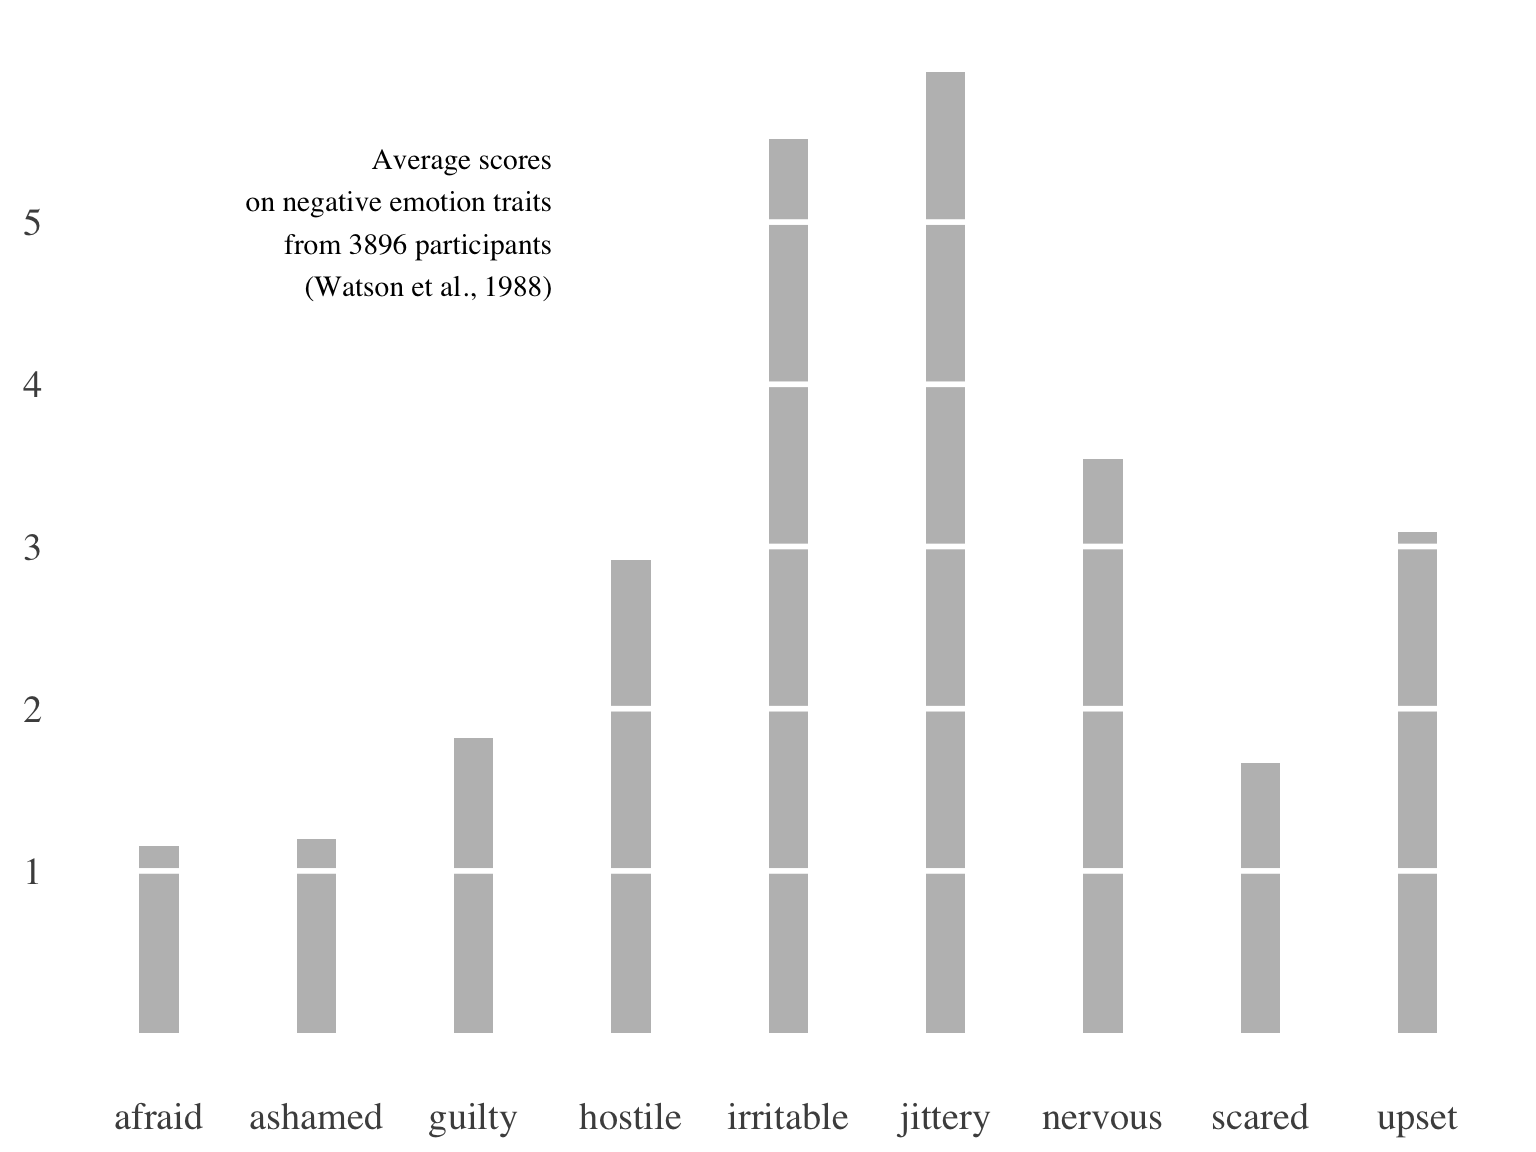 Average scores
on negative emotion traits
from 3896 participants
(Watson et al., 1988)
5
4
3
2
1
afraid ashamed guilty hostile irritable jittery nervous scared upset